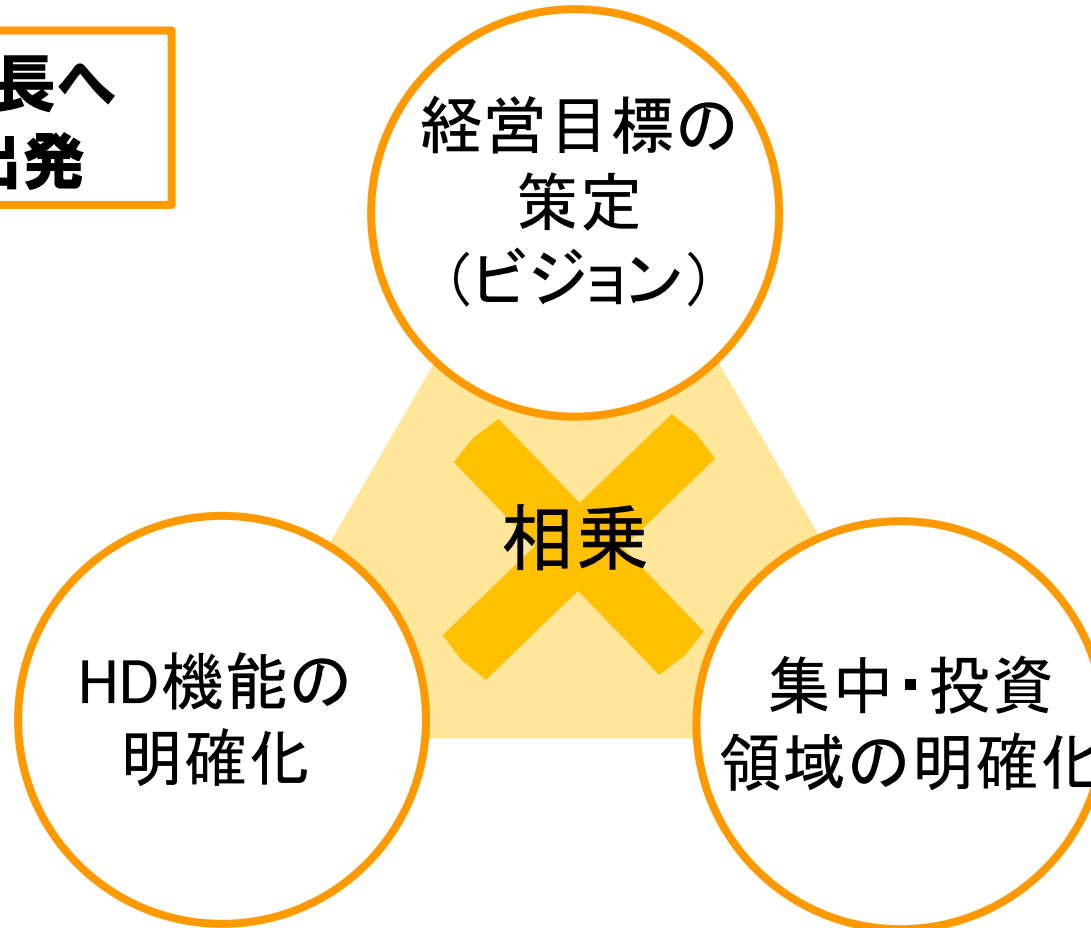 長へ
出発
経営目標の
策定
（ビジョン）
相乗
HD機能の
明確化
集中・投資
領域の明確化